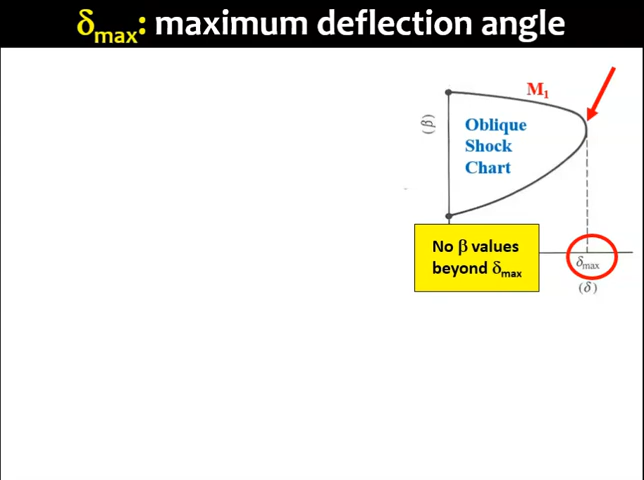 δmax: maximum deflection angle
M1
(β)
Oblique
Shock
Chart
No β values
beyond δmax
δmax
(δ)